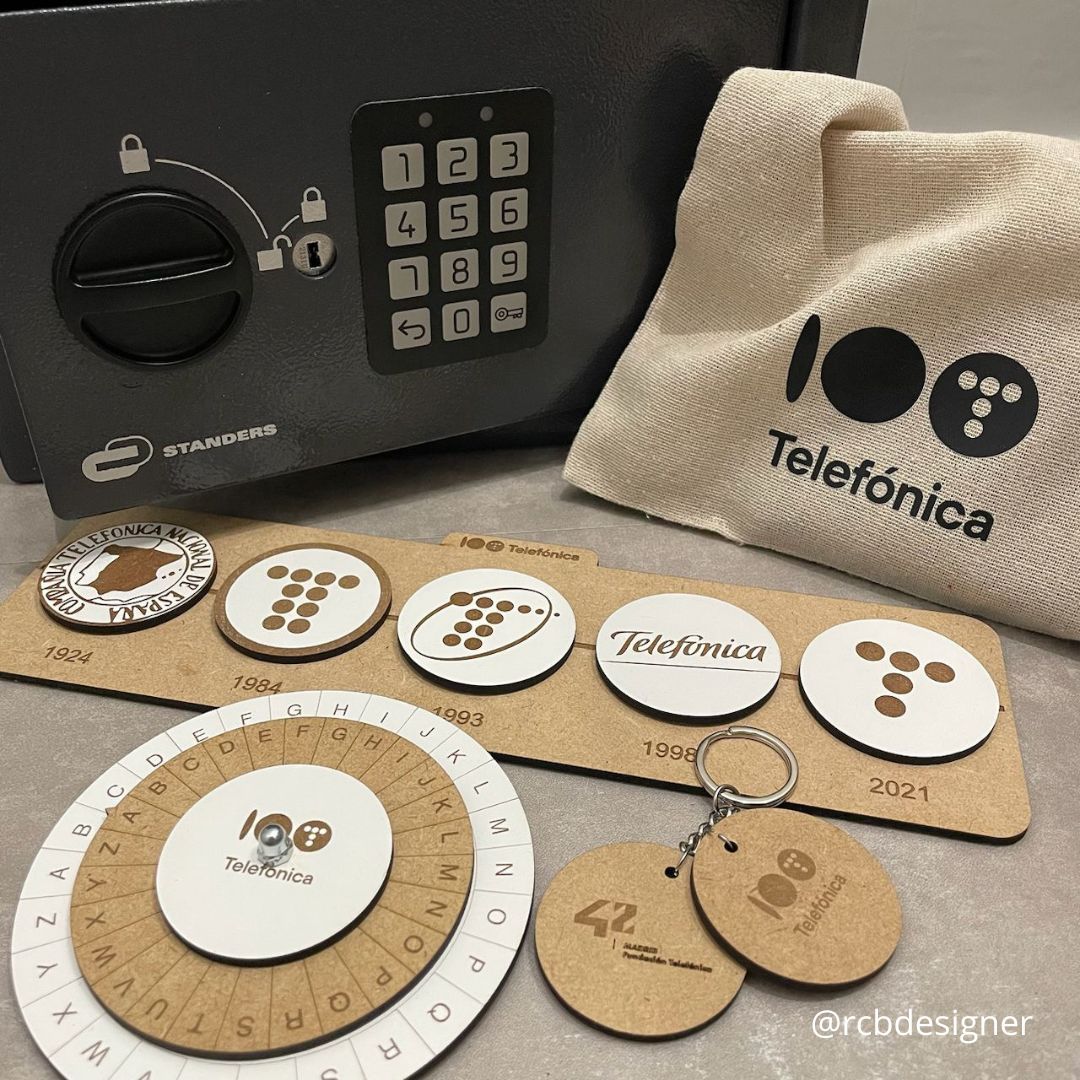 1 2 3
4 5 6
7 8 9
0
STANDERS
100
Telefónica
COMPAÑIA TELEFONICA NACIONAL DE ESPAÑA
100 Telefónica
Telefónica
1924
1984
1993
1998
2021
A B C D E F G H I J K L M N O P Q R S
W X Y Z
A B C D E F G H I J K L M N O P Q R S T U V W X Y Z
100
Telefónica
42
MADRID
Fundación Telefónica
100
Telefónica
@rcbdesigner